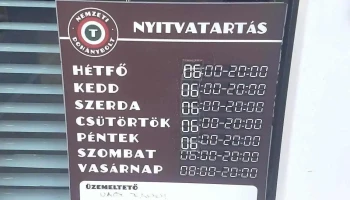 NEMZETI
T
DOHÁNYBOLT
NYITVATARTÁS
HÉTFŐ 06:00-20:00
KEDD 06:00-20:00
SZERDA 06:00-20:00
CSÜTÖRTÖK 06:00-20:00
PÉNTEK 06:00-20:00
SZOMBAT 06:00-20:00
VASÁRNAP 08:00-20:00
ÜZEMELTETŐ